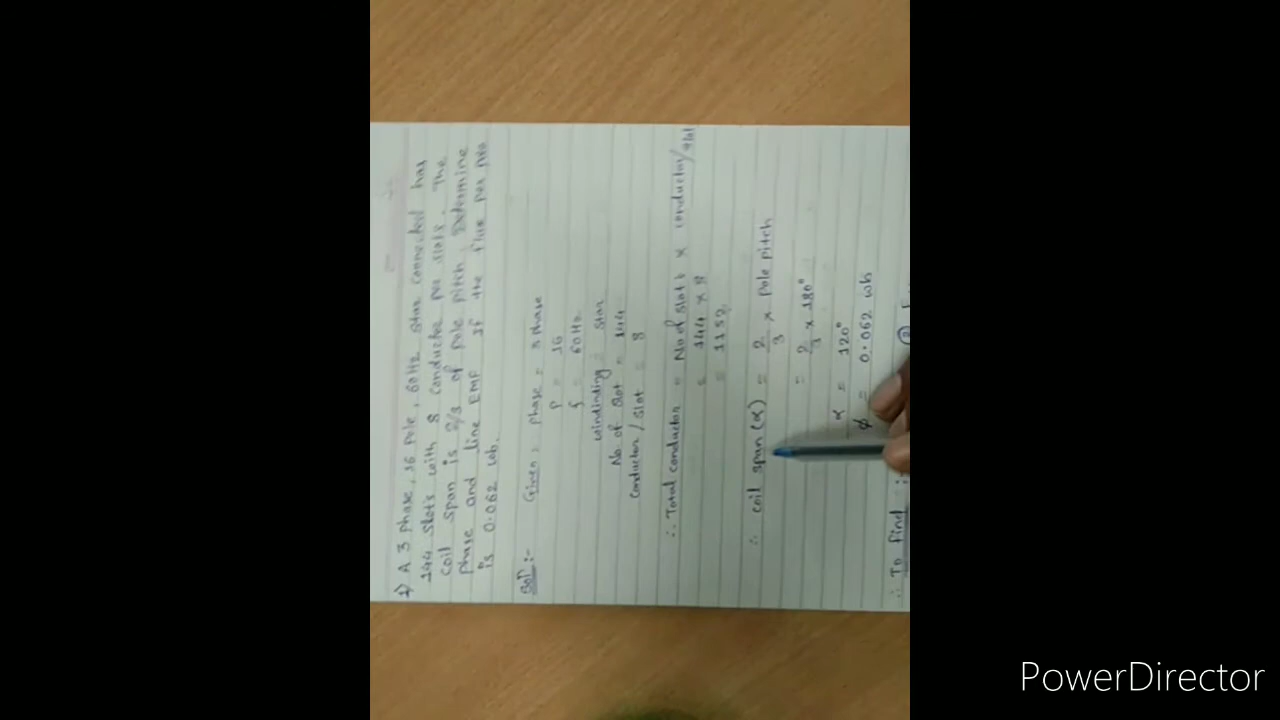 1) A 3 phase, 16 pole, 60Hz star connected has
144 slots with 8 conductor per slots. The
coil span is 2/3 of pole pitch. Determine
phase and line EMF if the flux per pole
is 0.062 wb.
Sol<sup>n</sup>:- Given = phase = 3 phase
P = 16
f = 60Hz
windinding = star
No of slot = 144
conductor / slot = 8
∴ Total conductor = No of slot × conductor/slot
= 144 × 8
= 1152
∴ coil span (α) = 2/3 × pole pitch
= 2/3 × 180°
α = 120°
ϕ = 0.062 wb
∴ To find :
PowerDirector